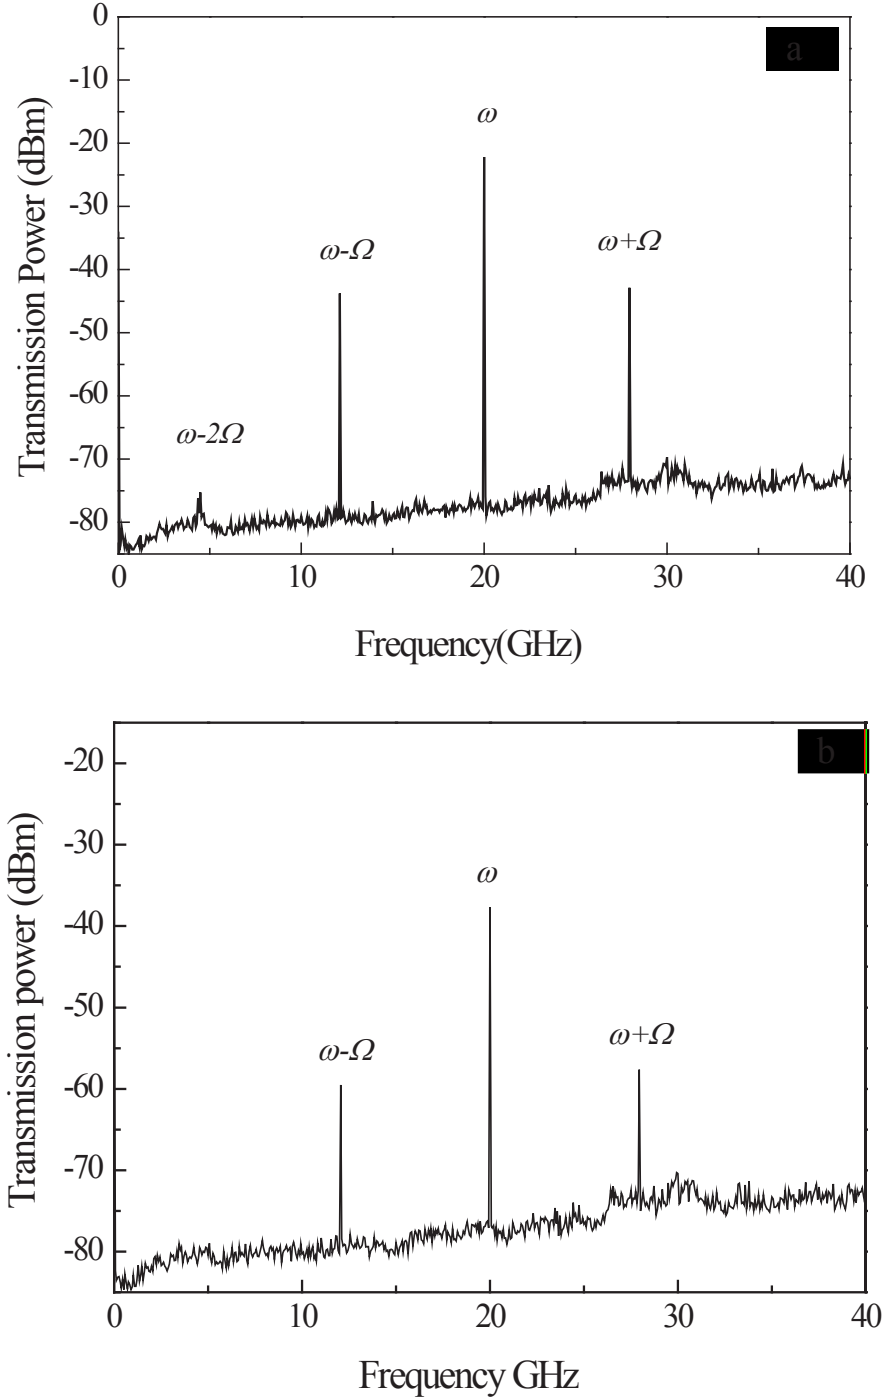 0
a
-10
ω
-20
-30
ω-Ω
ω+Ω
-40
-50
-60
ω-2Ω
-70
-80
0 10 20 30 40
Transmission Power (dBm)
Frequency(GHz)
b
-20
-30
ω
-40
-50
ω-Ω
ω+Ω
-60
-70
-80
0 10 20 30 40
Transmission power (dBm)
Frequency GHz